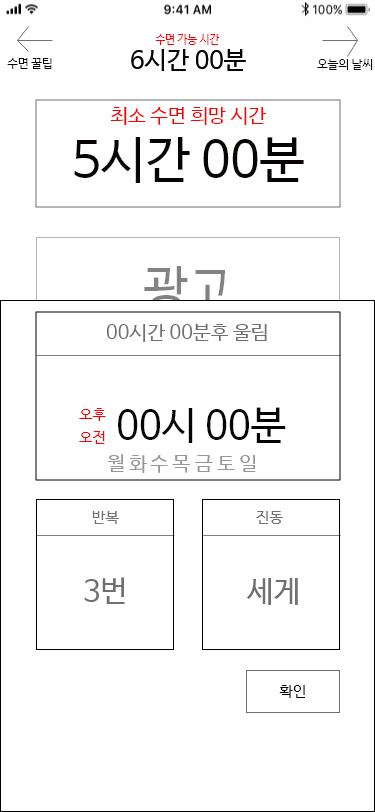 9:41 AM
100%
수면 가능 시간
6시간 00분
수면 꿀팁
오늘의 날씨
최소 수면 희망 시간
5시간 00분
광고
00시간 00분후 울림
오후
오전
00시 00분
월 화 수 목 금 토 일
반복
진동
3번
세게
확인